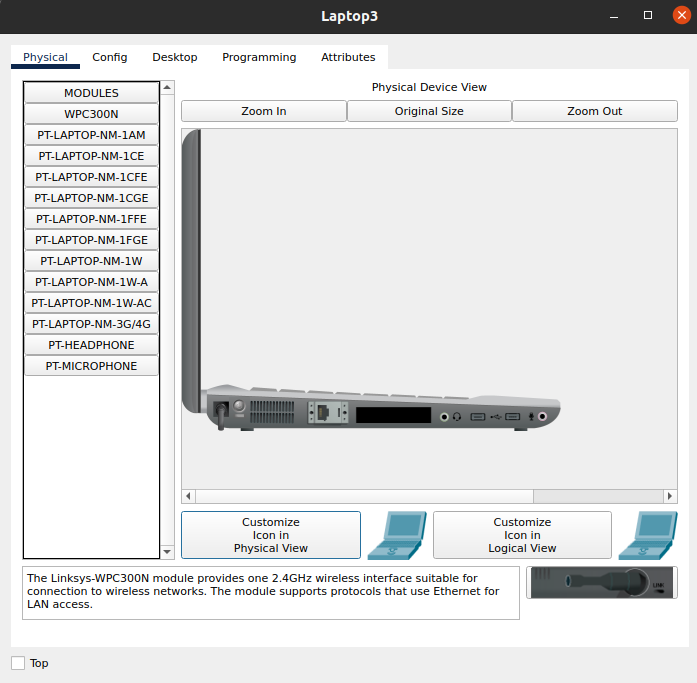 Laptop3
Physical Config Desktop Programming Attributes
MODULES
WPC300N
PT-LAPTOP-NM-1AM
PT-LAPTOP-NM-1CE
PT-LAPTOP-NM-1CFE
PT-LAPTOP-NM-1CGE
PT-LAPTOP-NM-1FFE
PT-LAPTOP-NM-1FGE
PT-LAPTOP-NM-1W
PT-LAPTOP-NM-1W-A
PT-LAPTOP-NM-1W-AC
PT-LAPTOP-NM-3G/4G
PT-HEADPHONE
PT-MICROPHONE
Physical Device View
Zoom In Original Size Zoom Out
Customize
Icon in
Physical View
Customize
Icon in
Logical View
The Linksys-WPC300N module provides one 2.4GHz wireless interface suitable for
connection to wireless networks. The module supports protocols that use Ethernet for
LAN access.
LINK
Top